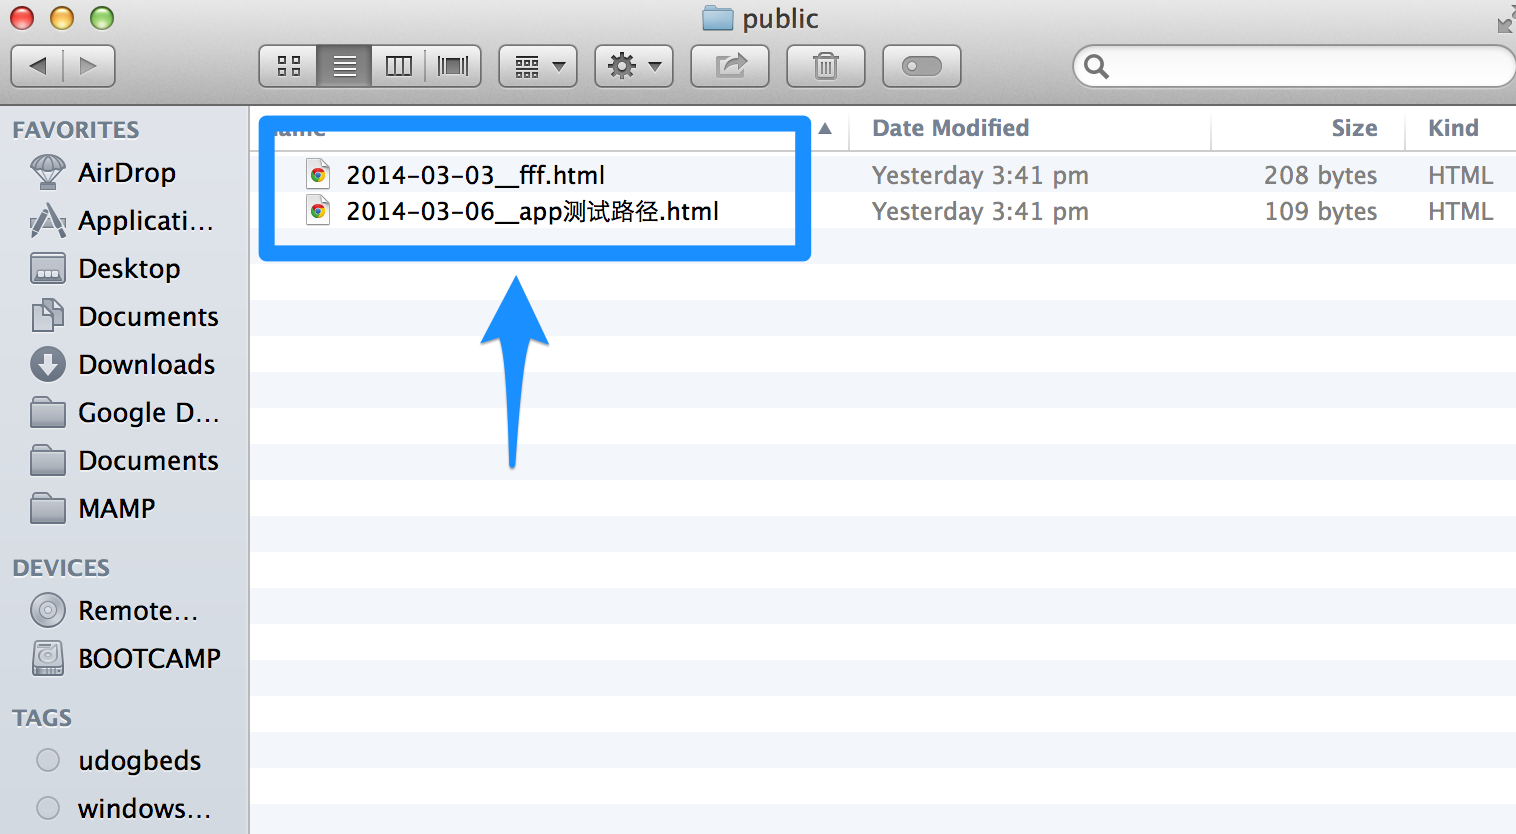 public
FAVORITES
AirDrop
Applicati...
Desktop
Documents
Downloads
Google D...
Documents
MAMP
DEVICES
Remote...
BOOTCAMP
TAGS
udogbeds
windows...
Date Modified Size Kind
2014-03-03__fff.html Yesterday 3:41 pm 208 bytes HTML
2014-03-06__app测试路径.html Yesterday 3:41 pm 109 bytes HTML